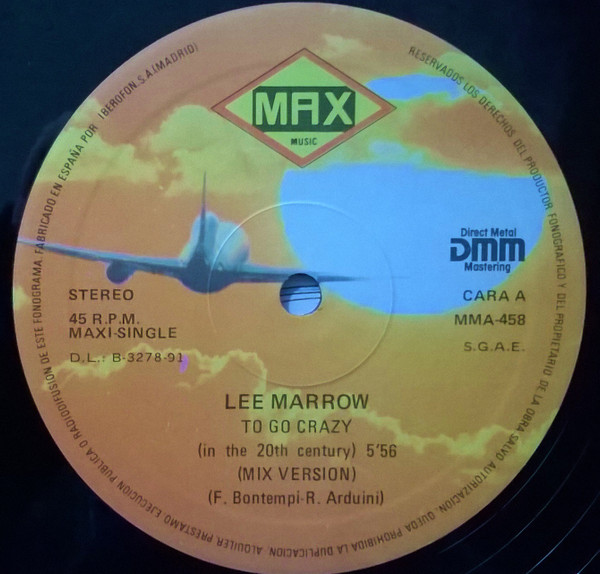 RESERVADOS LOS DERECHOS DEL PRODUCTOR FONOGRAFICO Y DEL PROPIETARIO DE LA OBRA SALVO AUTORIZACION, QUEDA PROHIBIDA LA DUPLICACION, ALQUILER, PRESTAMO, EJECUCION PUBLICA O RADIODIFUSION DE ESTE FONOGRAMA. FABRICADO EN ESPAÑA POR IBEROFON, S.A. (MADRID)
MAX
MUSIC
Direct Metal
DMM
Mastering
STEREO
45 R.P.M.
MAXI-SINGLE
D.L.: B-3278-91
CARA A
MMA-458
S.G.A.E.
LEE MARROW
TO GO CRAZY
(in the 20th century) 5'56
(MIX VERSION)
(F. Bontempi-R. Arduini)